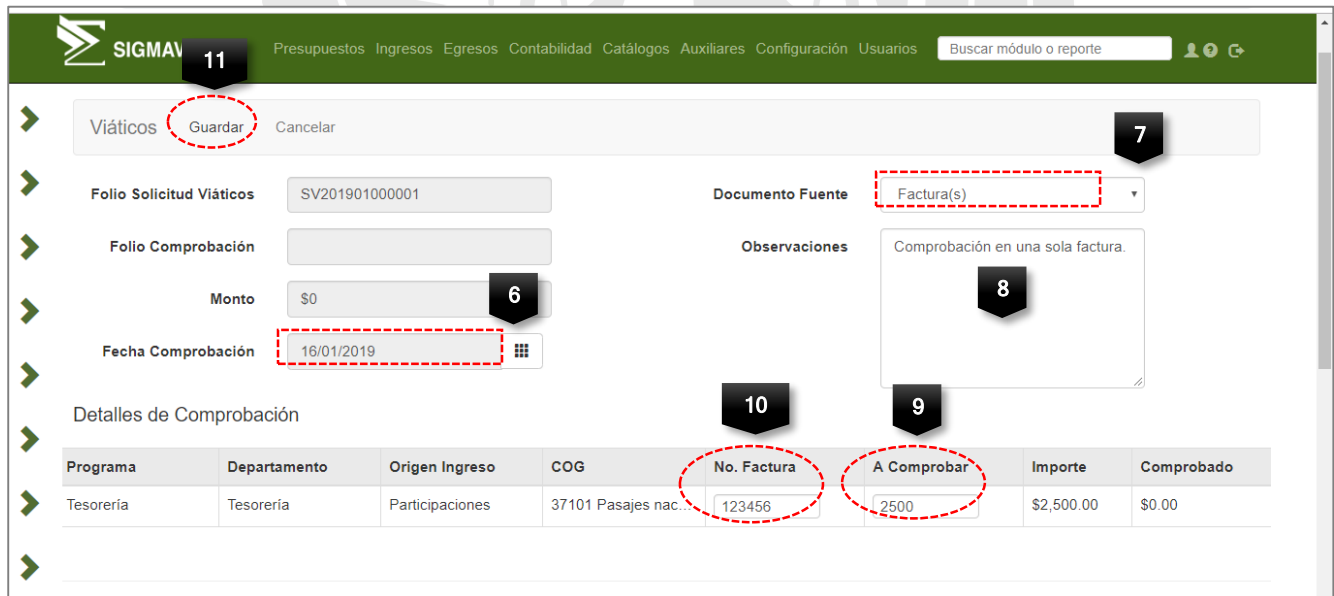 SIGMAV
11
Presupuestos Ingresos Egresos Contabilidad Catálogos Auxiliares Configuración Usuarios
Buscar módulo o reporte
Viáticos Guardar Cancelar
7
Folio Solicitud Viáticos SV201901000001
Documento Fuente Factura(s)
Folio Comprobación
Observaciones Comprobación en una sola factura.
8
Monto $0
6
Fecha Comprobación 16/01/2019
Detalles de Comprobación
10
9
Programa Departamento Origen Ingreso COG No. Factura A Comprobar Importe Comprobado
Tesorería Tesorería Participaciones 37101 Pasajes nac... 123456 2500 $2,500.00 $0.00